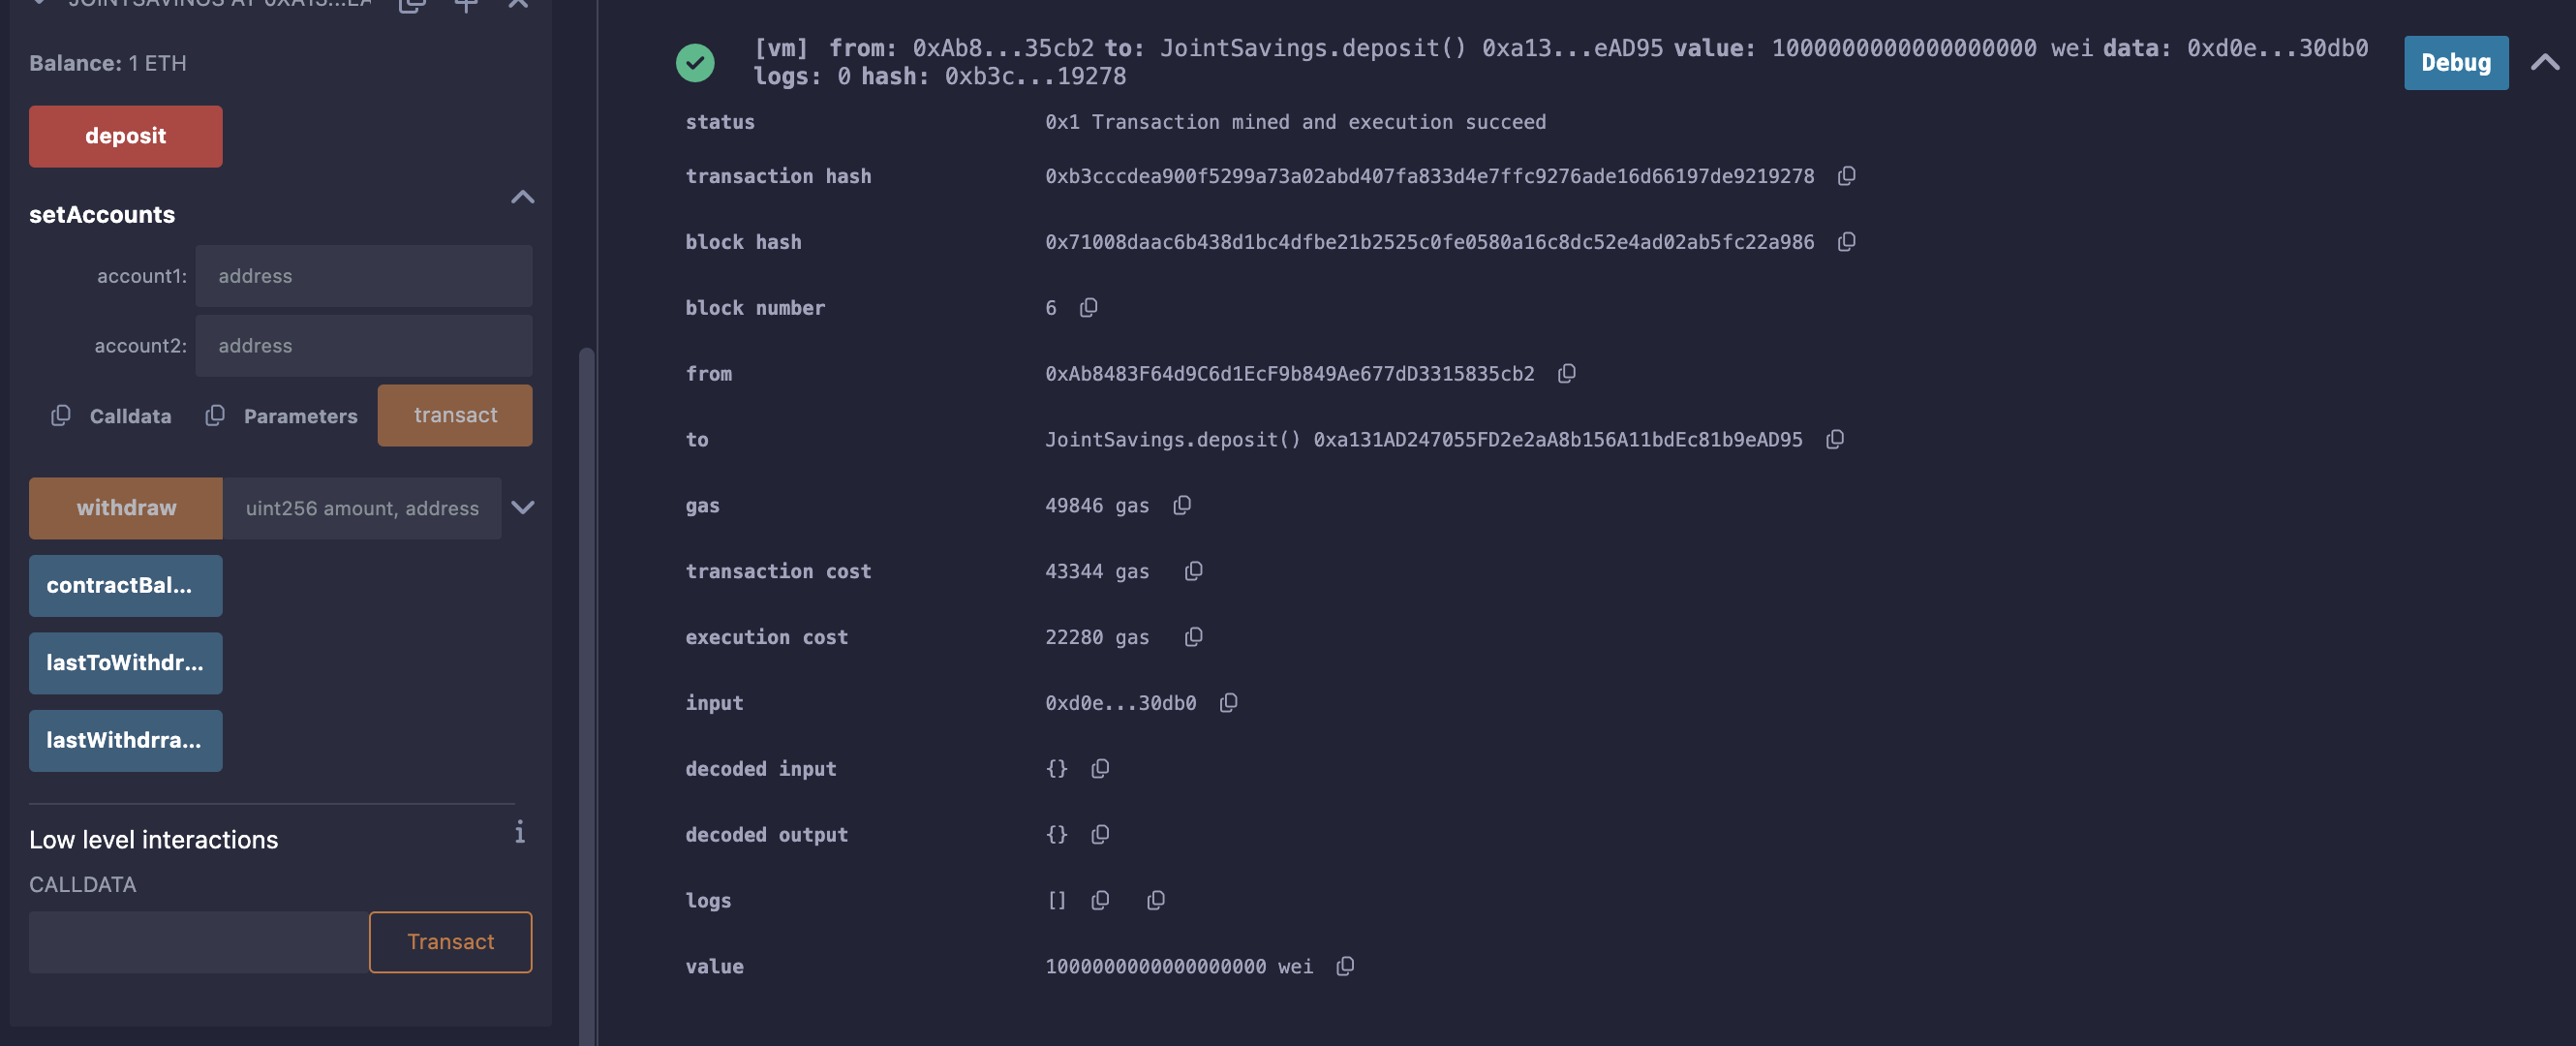 JOINTSAVINGS AT 0XA13...EA
Balance: 1 ETH
deposit
setAccounts
account1: address
account2: address
Calldata Parameters transact
withdraw uint256 amount, address
contractBal...
lastToWithdr...
lastWithdrra...
Low level interactions i
CALLDATA
Transact
[vm] from: 0xAb8...35cb2 to: JointSavings.deposit() 0xa13...eAD95 value: 1000000000000000000 wei data: 0xd0e...30db0
logs: 0 hash: 0xb3c...19278
Debug
status 0x1 Transaction mined and execution succeed
transaction hash 0xb3cccdea900f5299a73a02abd407fa833d4e7ffc9276ade16d66197de9219278
block hash 0x71008daac6b438d1bc4dfbe21b2525c0fe0580a16c8dc52e4ad02ab5fc22a986
block number 6
from 0xAb8483F64d9C6d1EcF9b849Ae677dD3315835cb2
to JointSavings.deposit() 0xa131AD247055FD2e2aA8b156A11bdEc81b9eAD95
gas 49846 gas
transaction cost 43344 gas
execution cost 22280 gas
input 0xd0e...30db0
decoded input {}
decoded output {}
logs []
value 1000000000000000000 wei